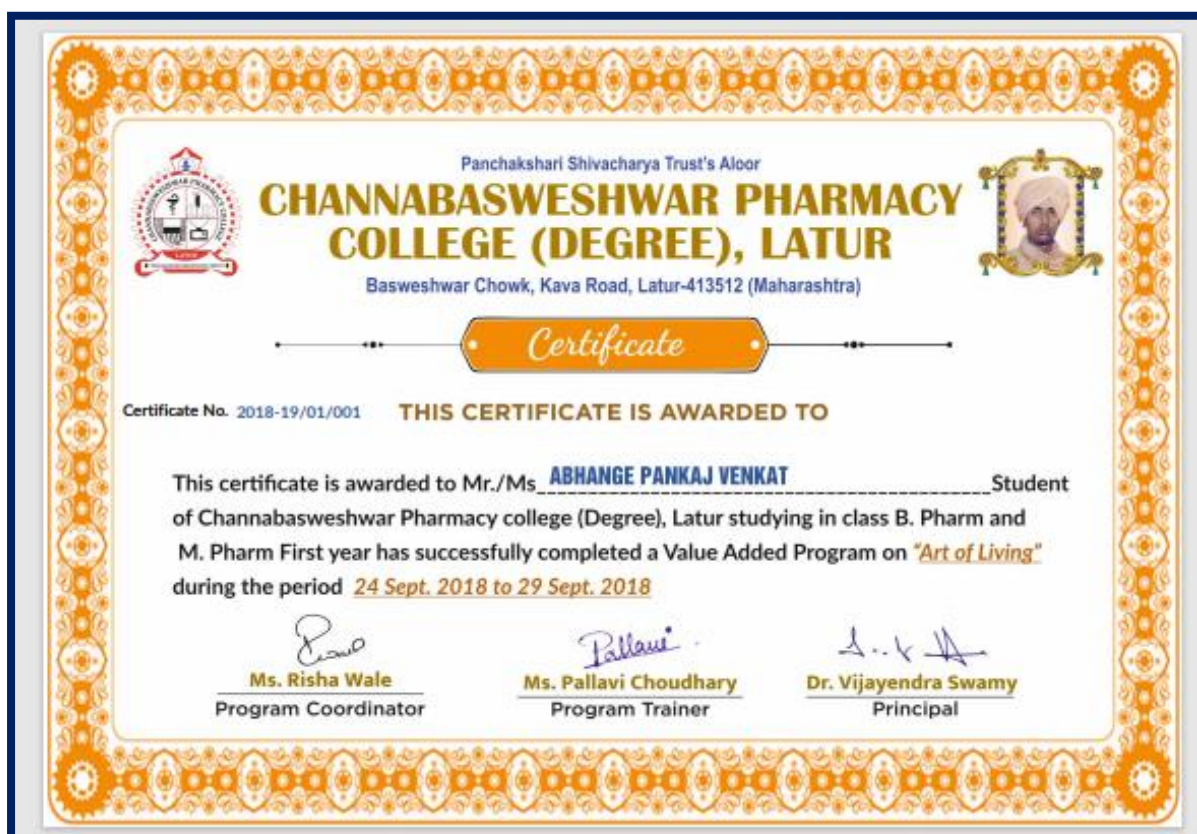 Panchakshari Shivacharya Trust's Aloor
CHANNABASWESHWAR PHARMACY
COLLEGE (DEGREE), LATUR
Basweshwar Chowk, Kava Road, Latur-413512 (Maharashtra)
CHANNABASWESHWAR PHARMACY COLLEGE
LATUR
Certificate
Certificate No. 2018-19/01/001 THIS CERTIFICATE IS AWARDED TO
This certificate is awarded to Mr./Ms ABHANGE PANKAJ VENKAT Student
of Channabasweshwar Pharmacy college (Degree), Latur studying in class B. Pharm and
M. Pharm First year has successfully completed a Value Added Program on "Art of Living"
during the period 24 Sept. 2018 to 29 Sept. 2018
Pallavi
Ms. Risha Wale Ms. Pallavi Choudhary Dr. Vijayendra Swamy
Program Coordinator Program Trainer Principal